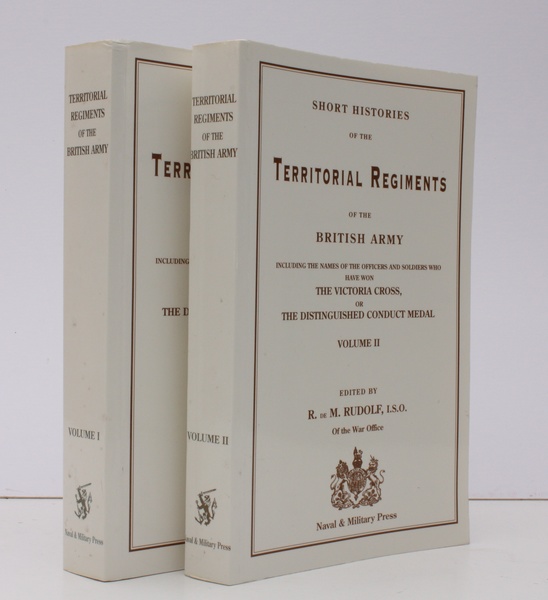 TERRITORIAL
REGIMENTS
OF THE
BRITISH ARMY
VOLUME I
Naval & Military Press
TERR
INCLUDING
THE D
TERRITORIAL
REGIMENTS
OF THE
BRITISH ARMY
VOLUME II
Naval & Military Press
SHORT HISTORIES
OF THE
TERRITORIAL REGIMENTS
OF THE
BRITISH ARMY
INCLUDING THE NAMES OF THE OFFICERS AND SOLDIERS WHO
HAVE WON
THE VICTORIA CROSS,
OR
THE DISTINGUISHED CONDUCT MEDAL
VOLUME II
EDITED BY
R. DE M. RUDOLF, I.S.O.
Of the War Office
Naval & Military Press